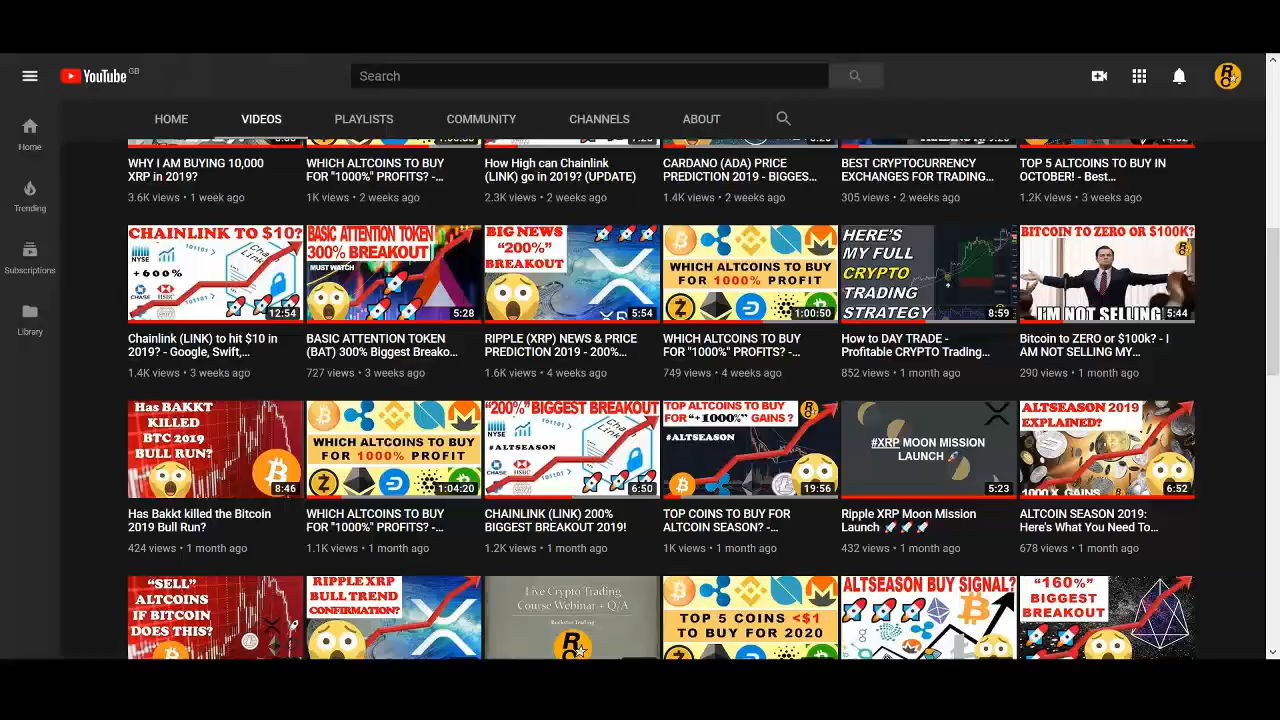 YouTube GB
Search
HOME VIDEOS PLAYLISTS COMMUNITY CHANNELS ABOUT
Home
Trending
Subscriptions
Library
WHY I AM BUYING 10,000
XRP in 2019?
3.6K views • 1 week ago
WHICH ALTCOINS TO BUY
FOR "1000%" PROFITS? -
1K views • 2 weeks ago
How High can Chainlink
(LINK) go in 2019? (UPDATE)
2.3K views • 2 weeks ago
CARDANO (ADA) PRICE
PREDICTION 2019 - BIGGES...
1.4K views • 2 weeks ago
BEST CRYPTOCURRENCY
EXCHANGES FOR TRADING...
305 views • 2 weeks ago
TOP 5 ALTCOINS TO BUY IN
OCTOBER! - Best...
1.2K views • 3 weeks ago
CHAINLINK TO $10?
NYSE
+600%
CHASE
HSBC
101101
12:54
Chainlink (LINK) to hit $10 in
2019? - Google, Swift,...
1.4K views • 3 weeks ago
BASIC ATTENTION TOKEN
300% BREAKOUT
MUST WATCH
5:28
BASIC ATTENTION TOKEN
(BAT) 300% Biggest Breako...
727 views • 3 weeks ago
BIG NEWS
"200%"
BREAKOUT
5:54
RIPPLE (XRP) NEWS & PRICE
PREDICTION 2019 - 200%...
1.6K views • 4 weeks ago
WHICH ALTCOINS TO BUY
FOR 1000% PROFIT
1:00:50
WHICH ALTCOINS TO BUY
FOR "1000%" PROFITS? -...
749 views • 4 weeks ago
HERE'S
MY FULL
CRYPTO
TRADING
STRATEGY
8:59
How to DAY TRADE -
Profitable CRYPTO Trading...
852 views • 1 month ago
BITCOIN TO ZERO OR $100K?
I'M NOT SELLING
5:44
Bitcoin to ZERO or $100k? - I
AM NOT SELLING MY...
290 views • 1 month ago
Has BAKKT
KILLED
BTC 2019
BULL RUN?
8:46
Has Bakkt killed the Bitcoin
2019 Bull Run?
424 views • 1 month ago
WHICH ALTCOINS TO BUY
FOR 1000% PROFIT
1:04:20
WHICH ALTCOINS TO BUY
FOR "1000%" PROFITS? -...
1.1K views • 1 month ago
"200%" BIGGEST BREAKOUT
NYSE
#ALTSEASON
CHASE
HSBC
101101
6:50
CHAINLINK (LINK) 200%
BIGGEST BREAKOUT 2019!
1.2K views • 1 month ago
TOP ALTCOINS TO BUY
FOR "+1000%" GAINS ?
#ALTSEASON
19:56
TOP COINS TO BUY FOR
ALTCOIN SEASON? -...
1K views • 1 month ago
#XRP MOON MISSION
LAUNCH 🚀
5:23
Ripple XRP Moon Mission
Launch 🚀 🚀 🚀
432 views • 1 month ago
ALTSEASON 2019
EXPLAINED?
1000 X GAINS
6:52
ALTCOIN SEASON 2019:
Here's What You Need To...
678 views • 1 month ago
"SELL"
ALTCOINS
IF BITCOIN
DOES THIS?
RIPPLE XRP
BULL TREND
CONFIRMATION?
Live Crypto Trading
Course Webinar + Q/A
TOP 5 COINS <$1
TO BUY FOR 2020
ALTSEASON BUY SIGNAL?
"160%"
BIGGEST
BREAKOUT